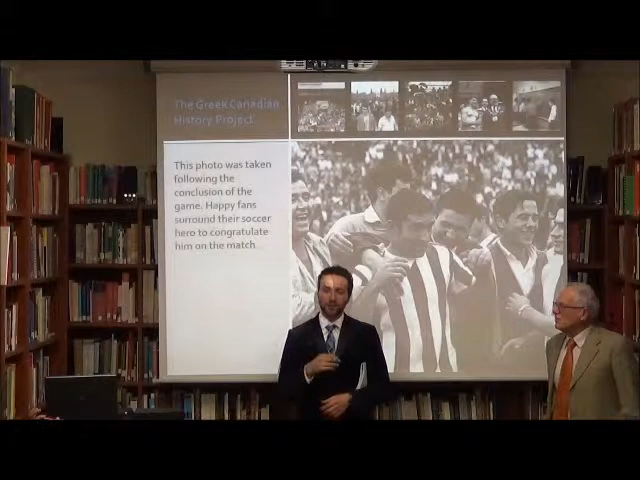 The Greek Canadian
History Project
This photo was taken
following the
conclusion of the
game. Happy fans
surround their soccer
hero to congratulate
him on the match